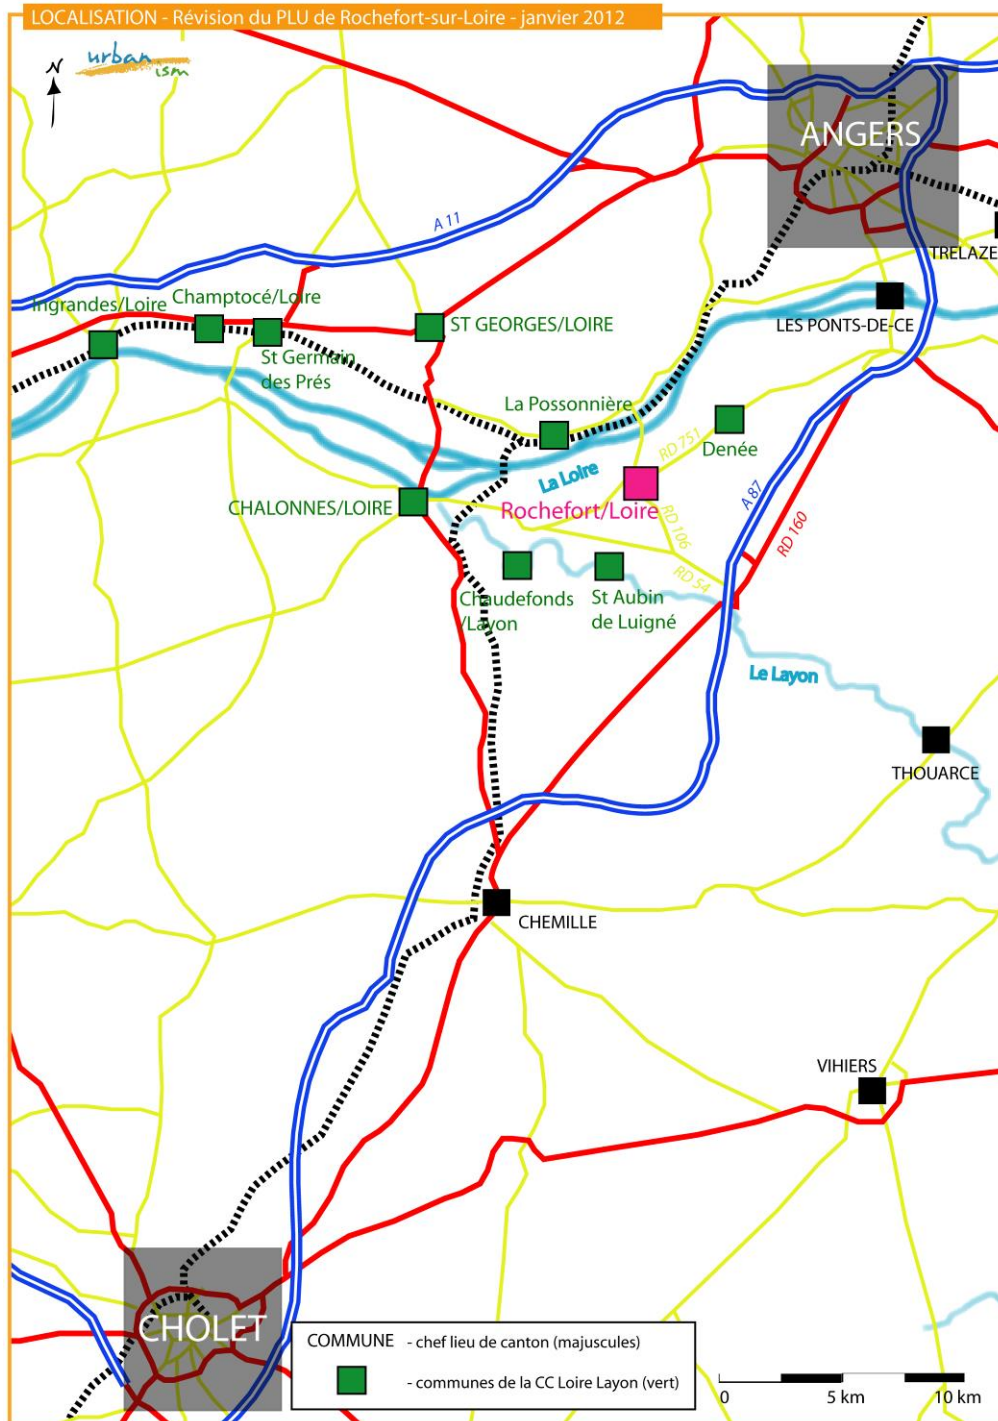 LOCALISATION - Révision du PLU de Rochefort-sur-Loire - janvier 2012
urban
ism
N
ANGERS
A 11
TRELAZE
Ingrandes/Loire
Champtocé/Loire
ST GEORGES/LOIRE
LES PONTS-DE-CE
St Germain
des Prés
La Possonnière
RD 751
Denée
La Loire
A 87
CHALONNES/LOIRE
Rochefort/Loire
RD 106
RD 160
RD 54
Chaudefonds
/Layon
St Aubin
de Luigné
Le Layon
THOUARCE
CHEMILLE
VIHIERS
CHOLET
COMMUNE - chef lieu de canton (majuscules)
- communes de la CC Loire Layon (vert)
0 5 km 10 km